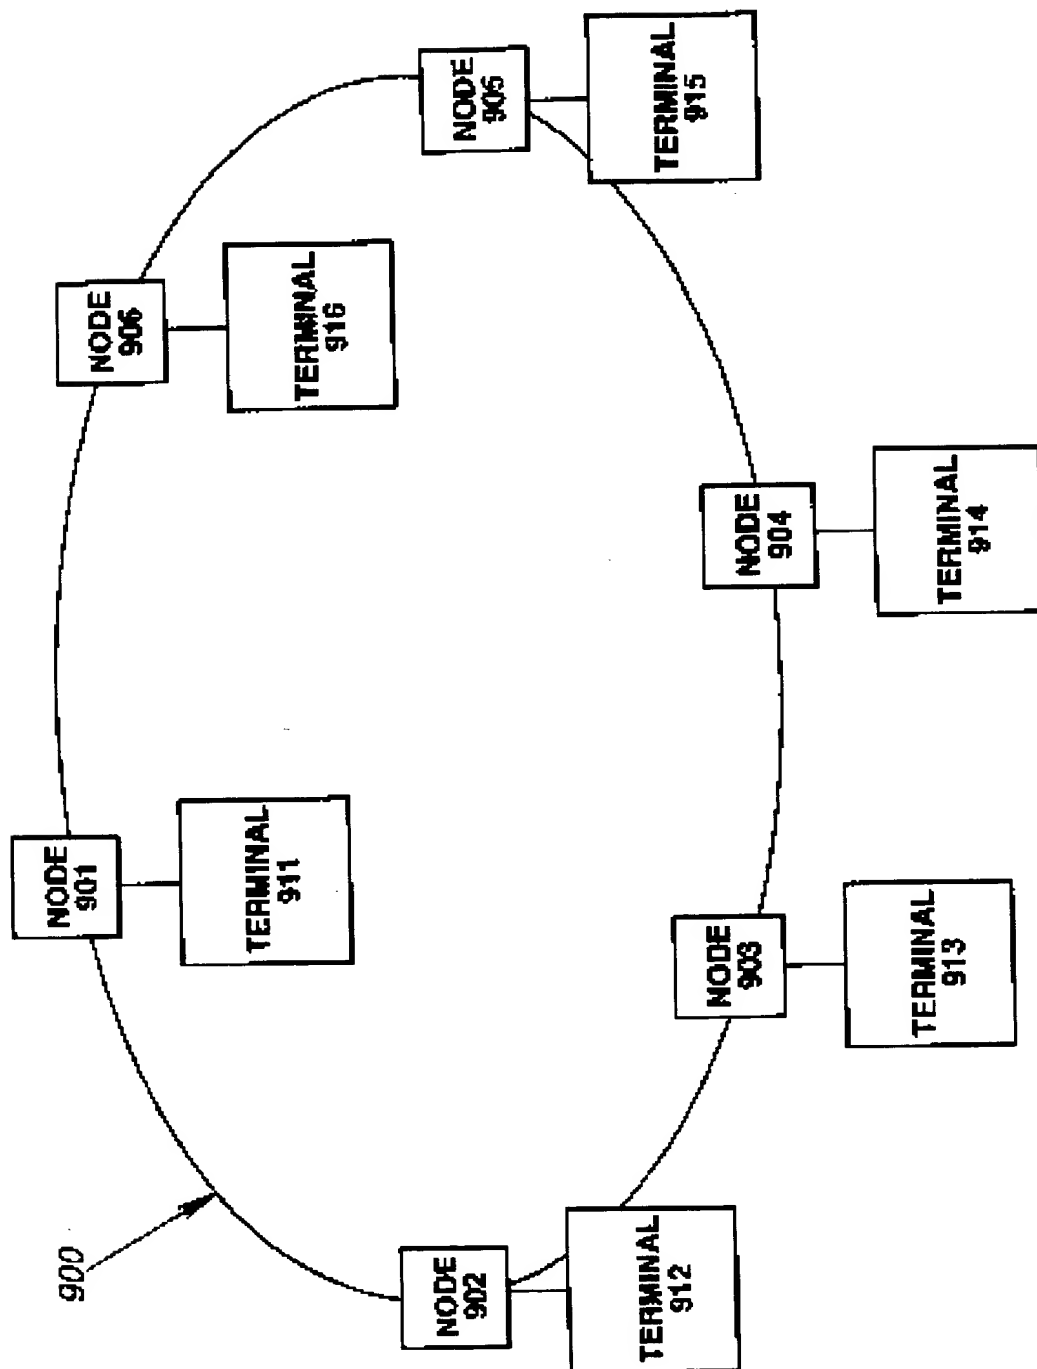 900
NODE
901
TERMINAL
911
NODE
906
TERMINAL
916
NODE
902
TERMINAL
912
NODE
905
TERMINAL
915
NODE
903
TERMINAL
913
NODE
904
TERMINAL
914